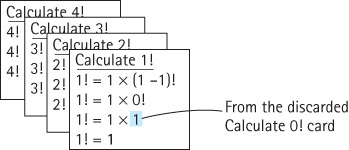 Calculate 4!
4!
4!
4!
Calculate 3!
3!
3!
3!
Calculate 2!
2!
2!
2!
Calculate 1!
1! = 1 × (1 −1)!
1! = 1 × 0!
1! = 1 × 1
1! = 1
From the discarded
Calculate 0! card